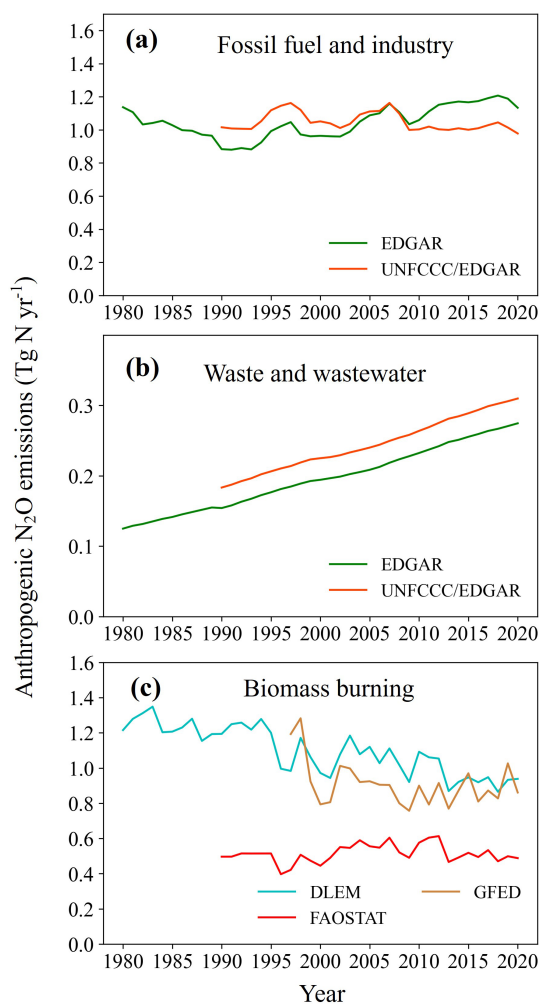 Anthropogenic N₂O emissions (Tg N yr⁻¹)
(a) Fossil fuel and industry
1.6
1.4
1.2
1.0
0.8
0.6
0.4
0.2
0.0
EDGAR
UNFCCC/EDGAR
1980 1985 1990 1995 2000 2005 2010 2015 2020
(b) Waste and wastewater
0.3
0.2
0.1
0.0
EDGAR
UNFCCC/EDGAR
1980 1985 1990 1995 2000 2005 2010 2015 2020
(c) Biomass burning
1.6
1.4
1.2
1.0
0.8
0.6
0.4
0.2
0.0
DLEM GFED
FAOSTAT
1980 1985 1990 1995 2000 2005 2010 2015 2020
Year